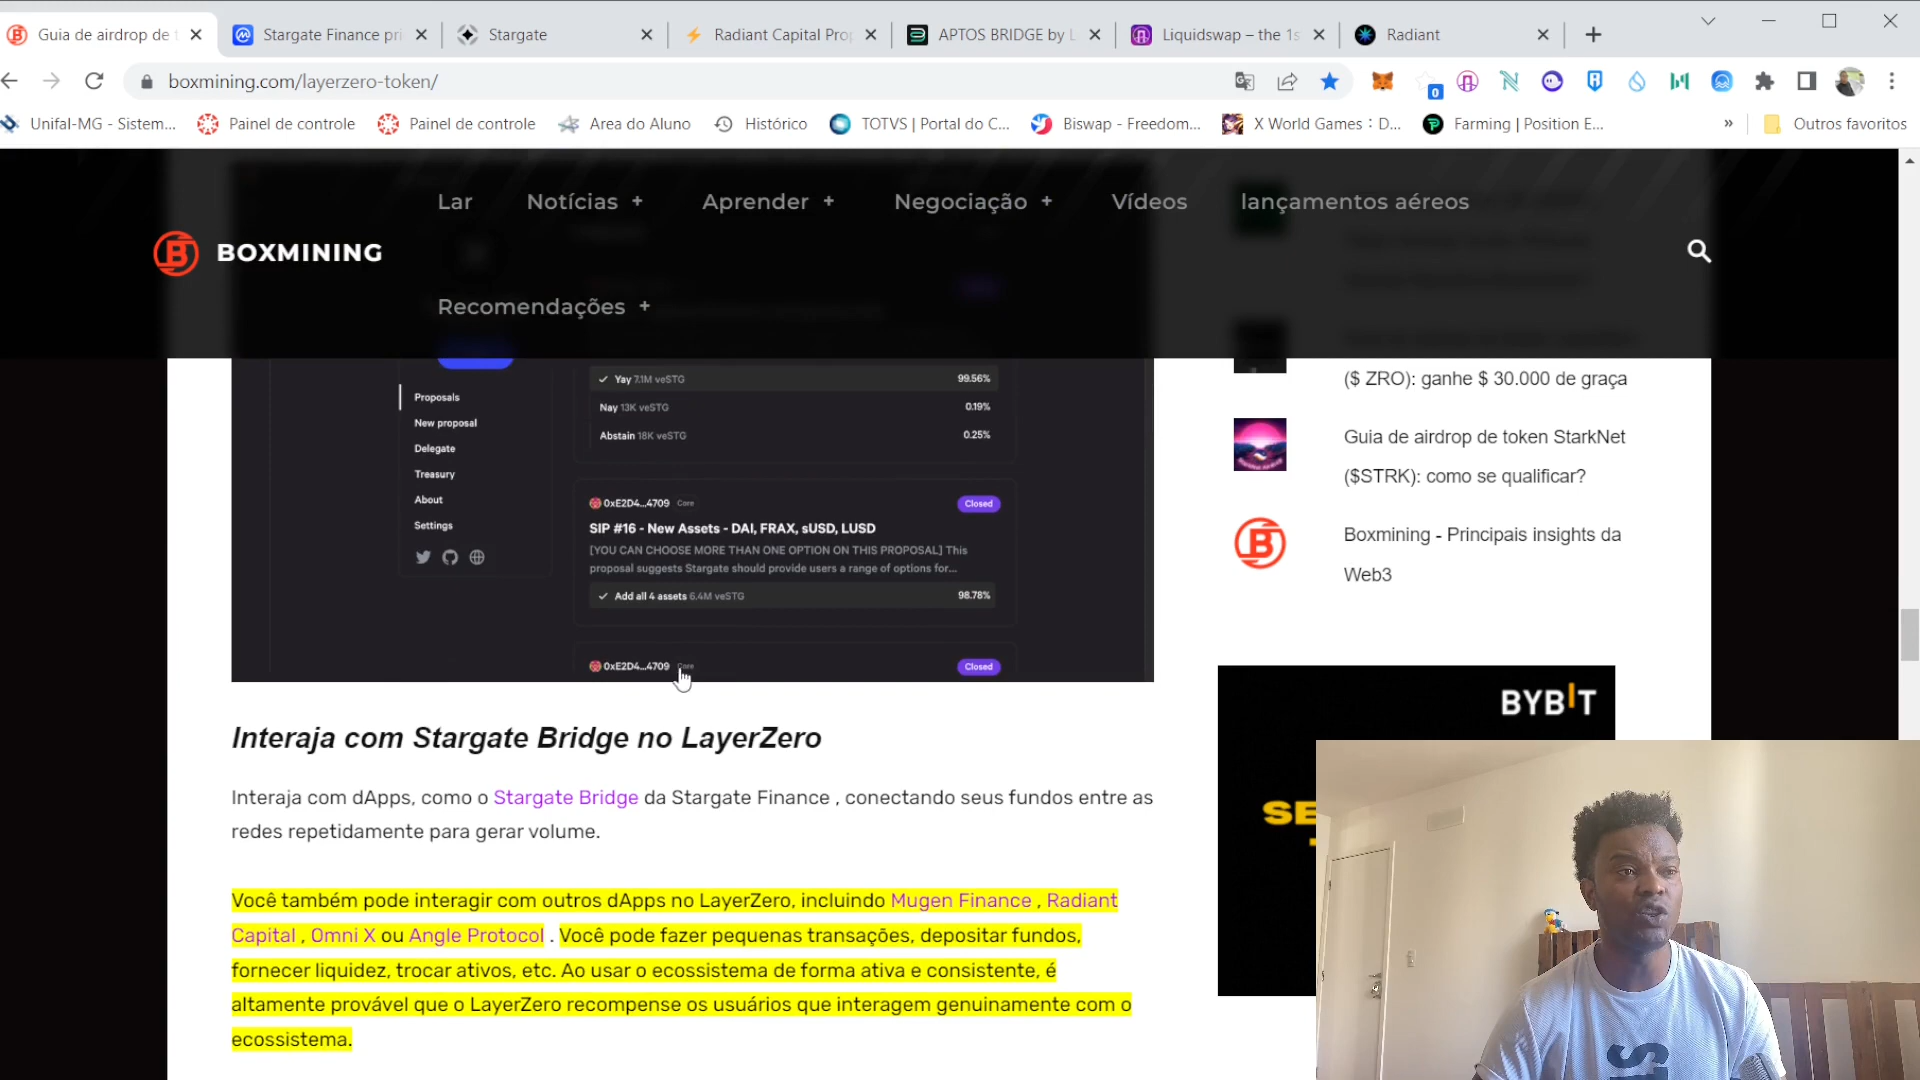 Guia de airdrop de
Stargate Finance pri
Stargate
Radiant Capital Prop
APTOS BRIDGE by L
Liquidswap – the 1s
Radiant
boxmining.com/layerzero-token/
0
Unifal-MG - Sistem...
Painel de controle
Painel de controle
Area do Aluno
Histórico
TOTVS | Portal do C...
Biswap - Freedom...
X World Games : D...
Farming | Position E...
»
Outros favoritos
Lar
Notícias +
Aprender +
Negociação +
Vídeos
lançamentos aéreos
BOXMINING
Recomendações +
Yay 7.1M veSTG 99.56%
Nay 13K veSTG 0.19%
Abstain 18K veSTG 0.25%
Proposals
New proposal
Delegate
Treasury
About
Settings
0xE2D4...4709 Core Closed
SIP #16 - New Assets - DAI, FRAX, sUSD, LUSD
[YOU CAN CHOOSE MORE THAN ONE OPTION ON THIS PROPOSAL] This
proposal suggests Stargate should provide users a range of options for...
Add all 4 assets 6.4M veSTG 98.78%
0xE2D4...4709 Core Closed
($ ZRO): ganhe $ 30.000 de graça
Guia de airdrop de token StarkNet
($STRK): como se qualificar?
Boxmining - Principais insights da
Web3
BYBIT
SE
Interaja com Stargate Bridge no LayerZero
Interaja com dApps, como o Stargate Bridge da Stargate Finance , conectando seus fundos entre as
redes repetidamente para gerar volume.
Você também pode interagir com outros dApps no LayerZero, incluindo Mugen Finance , Radiant
Capital , Omni X ou Angle Protocol . Você pode fazer pequenas transações, depositar fundos,
fornecer liquidez, trocar ativos, etc. Ao usar o ecossistema de forma ativa e consistente, é
altamente provável que o LayerZero recompense os usuários que interagem genuinamente com o
ecossistema.